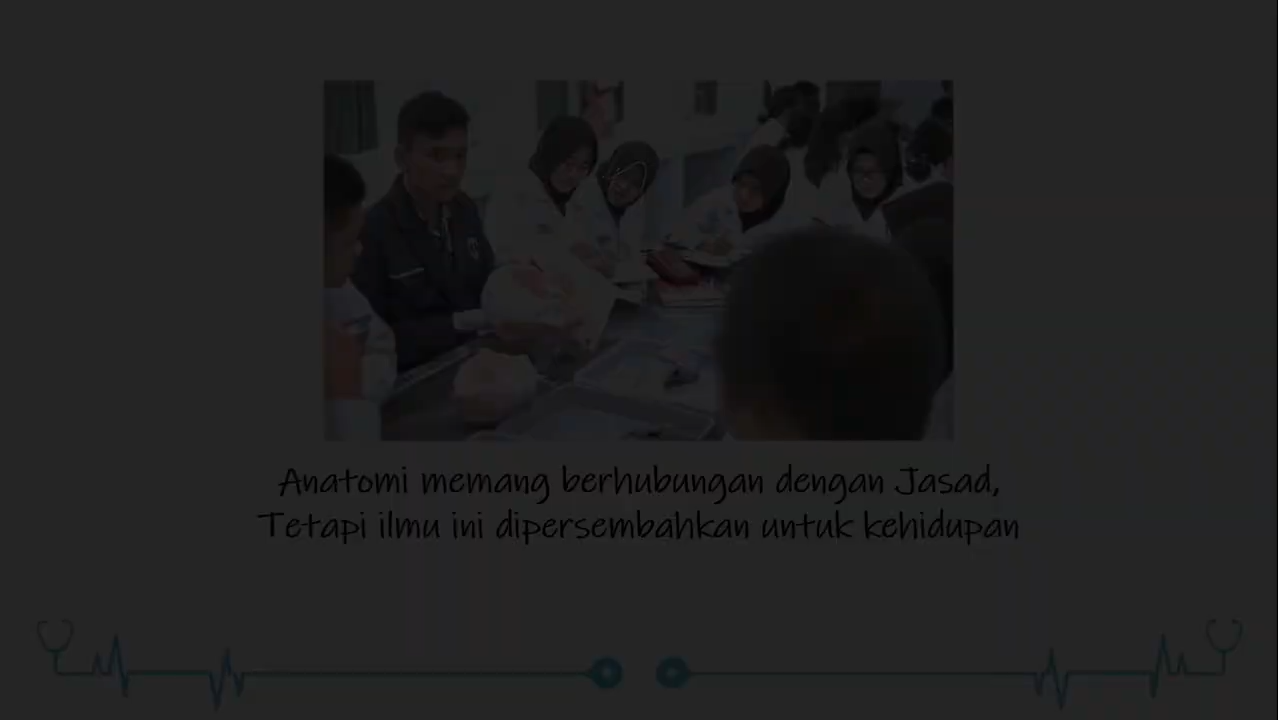 Anatomi memang berhubungan dengan Jasad,
Tetapi ilmu ini dipersembahkan untuk kehidupan